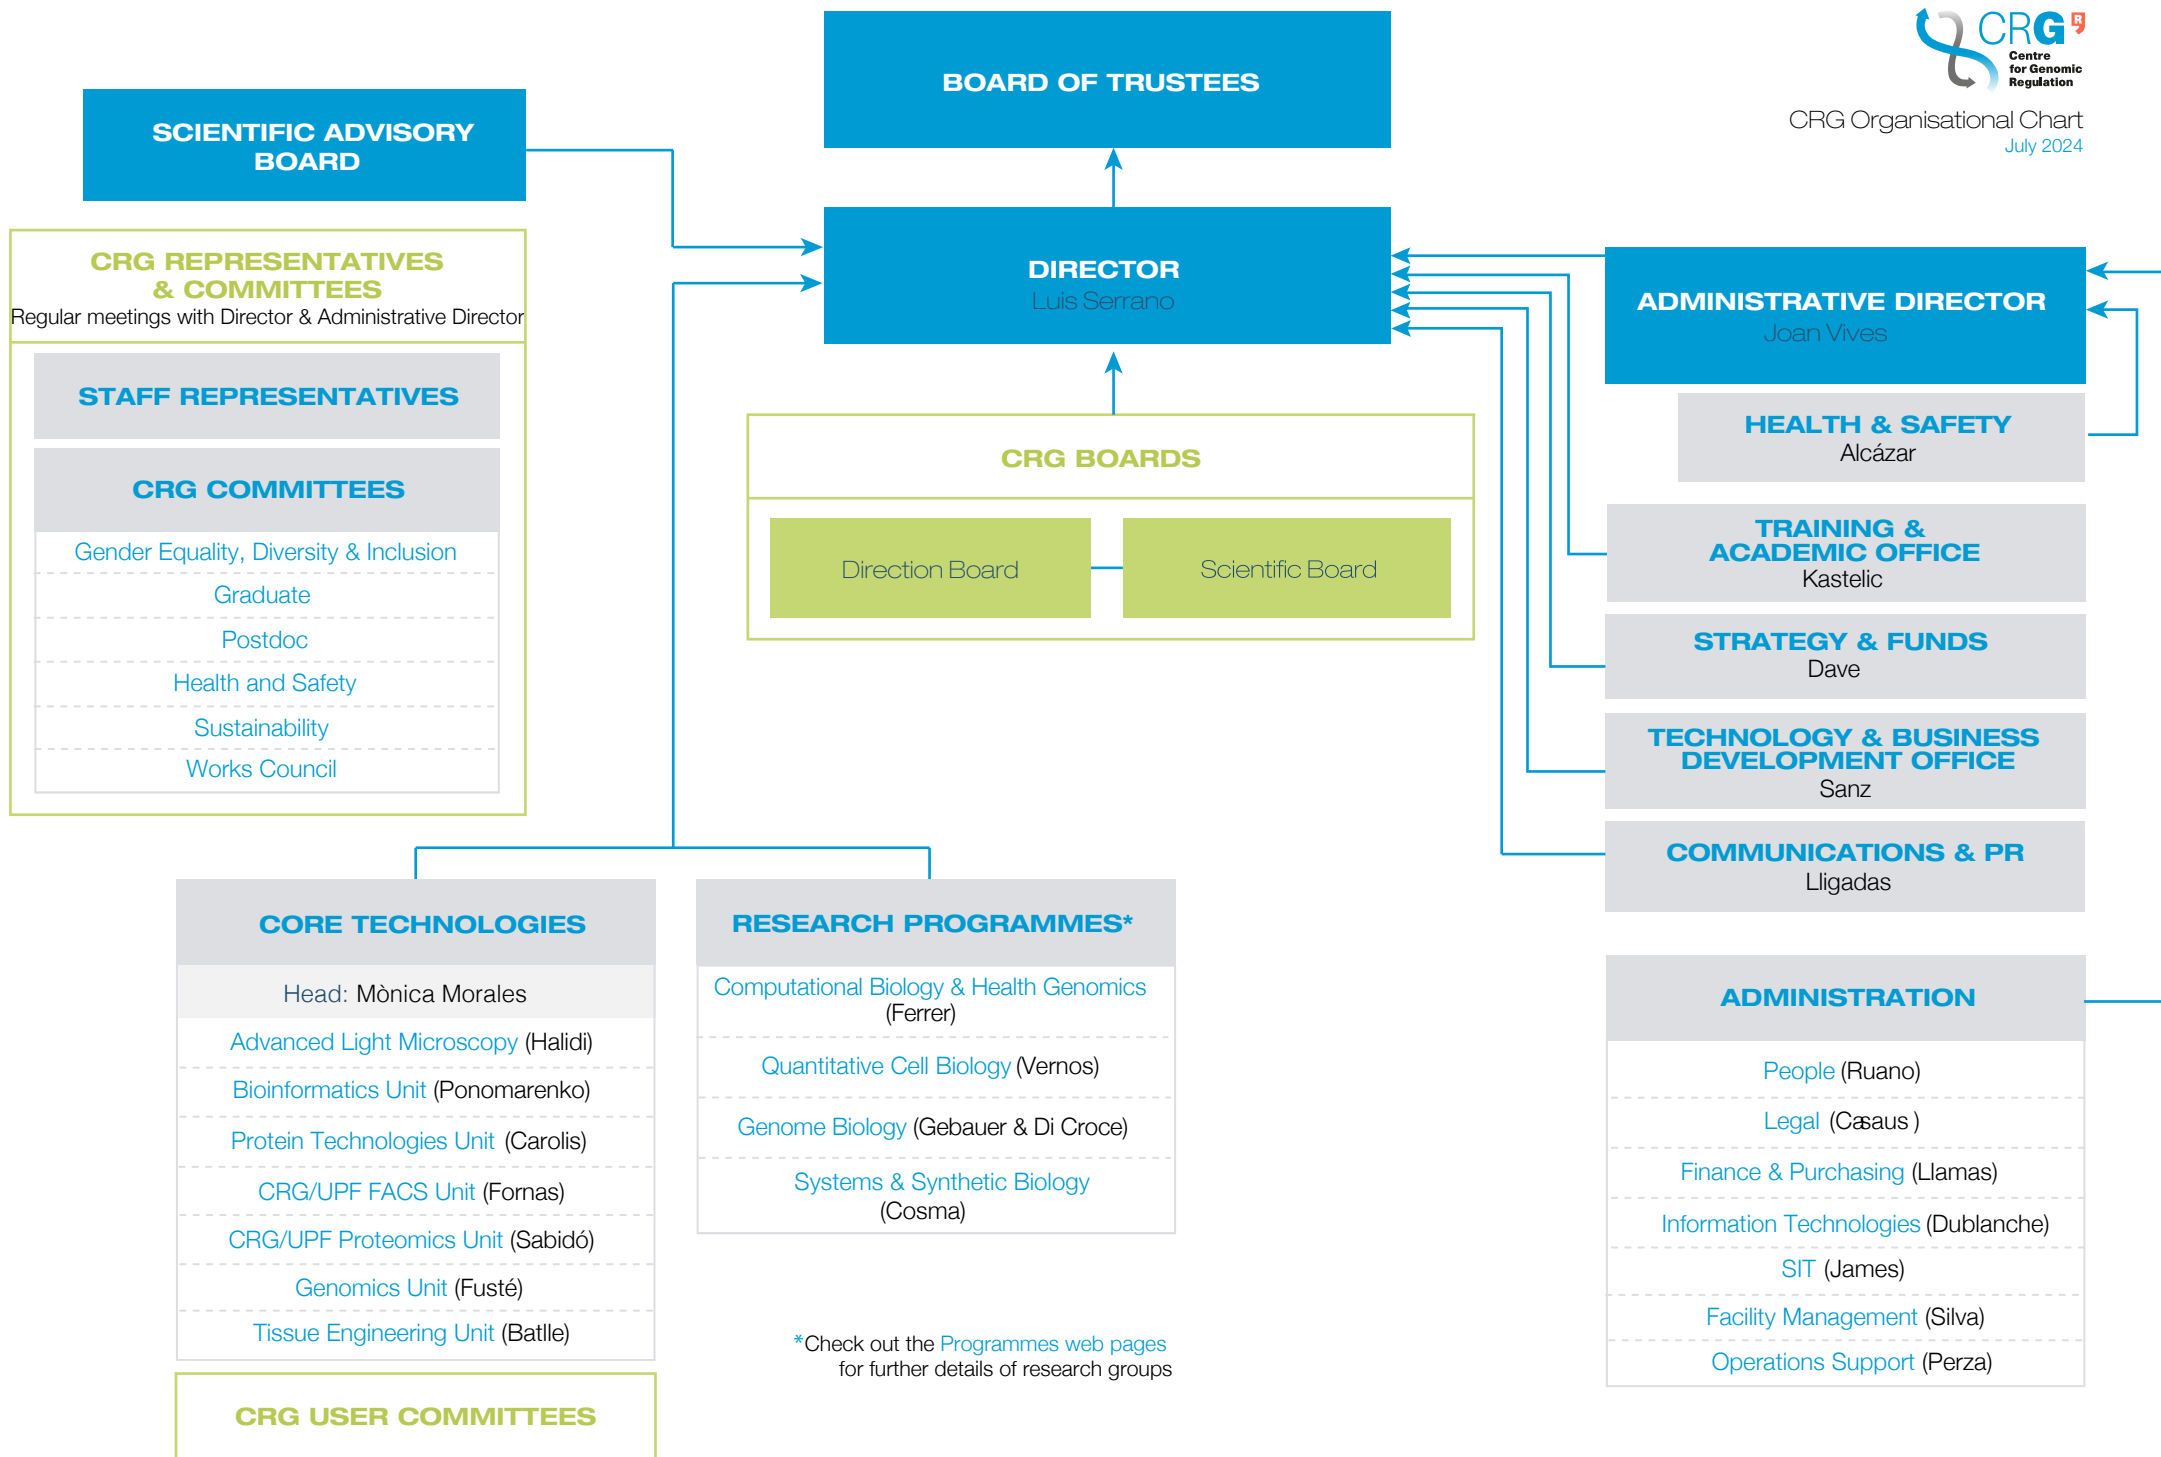 CRG
R
Centre
for Genomic
Regulation
CRG Organisational Chart
July 2024
BOARD OF TRUSTEES
SCIENTIFIC ADVISORY
BOARD
DIRECTOR
Luis Serrano
ADMINISTRATIVE DIRECTOR
Joan Vives
CRG REPRESENTATIVES
& COMMITTEES
Regular meetings with Director & Administrative Director
STAFF REPRESENTATIVES
CRG COMMITTEES
Gender Equality, Diversity & Inclusion
Graduate
Postdoc
Health and Safety
Sustainability
Works Council
CRG BOARDS
Direction Board
Scientific Board
HEALTH & SAFETY
Alcázar
TRAINING &
ACADEMIC OFFICE
Kastelic
STRATEGY & FUNDS
Dave
TECHNOLOGY & BUSINESS
DEVELOPMENT OFFICE
Sanz
COMMUNICATIONS & PR
Lligadas
CORE TECHNOLOGIES
Head: Mònica Morales
Advanced Light Microscopy (Halidi)
Bioinformatics Unit (Ponomarenko)
Protein Technologies Unit (Carolis)
CRG/UPF FACS Unit (Fornas)
CRG/UPF Proteomics Unit (Sabidó)
Genomics Unit (Fusté)
Tissue Engineering Unit (Batlle)
CRG USER COMMITTEES
RESEARCH PROGRAMMES*
Computational Biology & Health Genomics
(Ferrer)
Quantitative Cell Biology (Vernos)
Genome Biology (Gebauer & Di Croce)
Systems & Synthetic Biology
(Cosma)
*Check out the Programmes web pages
for further details of research groups
ADMINISTRATION
People (Ruano)
Legal (Casaus )
Finance & Purchasing (Llamas)
Information Technologies (Dublanche)
SIT (James)
Facility Management (Silva)
Operations Support (Perza)